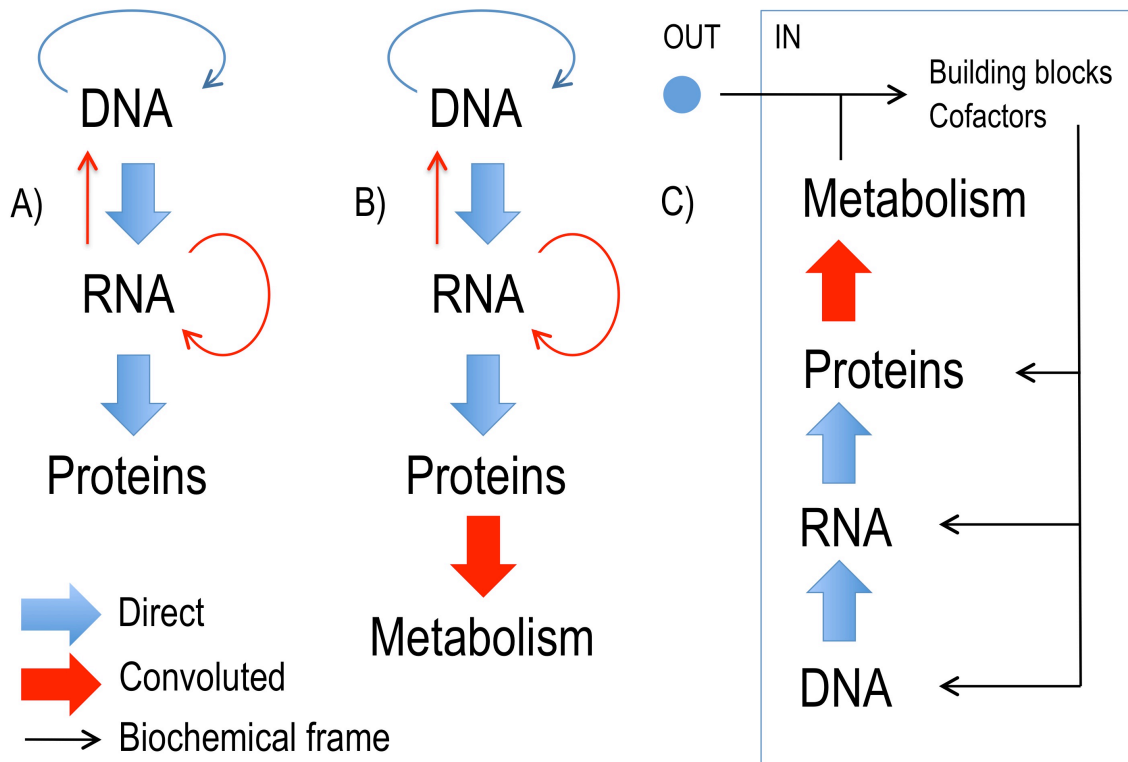 A)
DNA
RNA
Proteins
Direct
Convoluted
Biochemical frame
B)
DNA
RNA
Proteins
Metabolism
C)
OUT
IN
Building blocks
Cofactors
Metabolism
Proteins
RNA
DNA